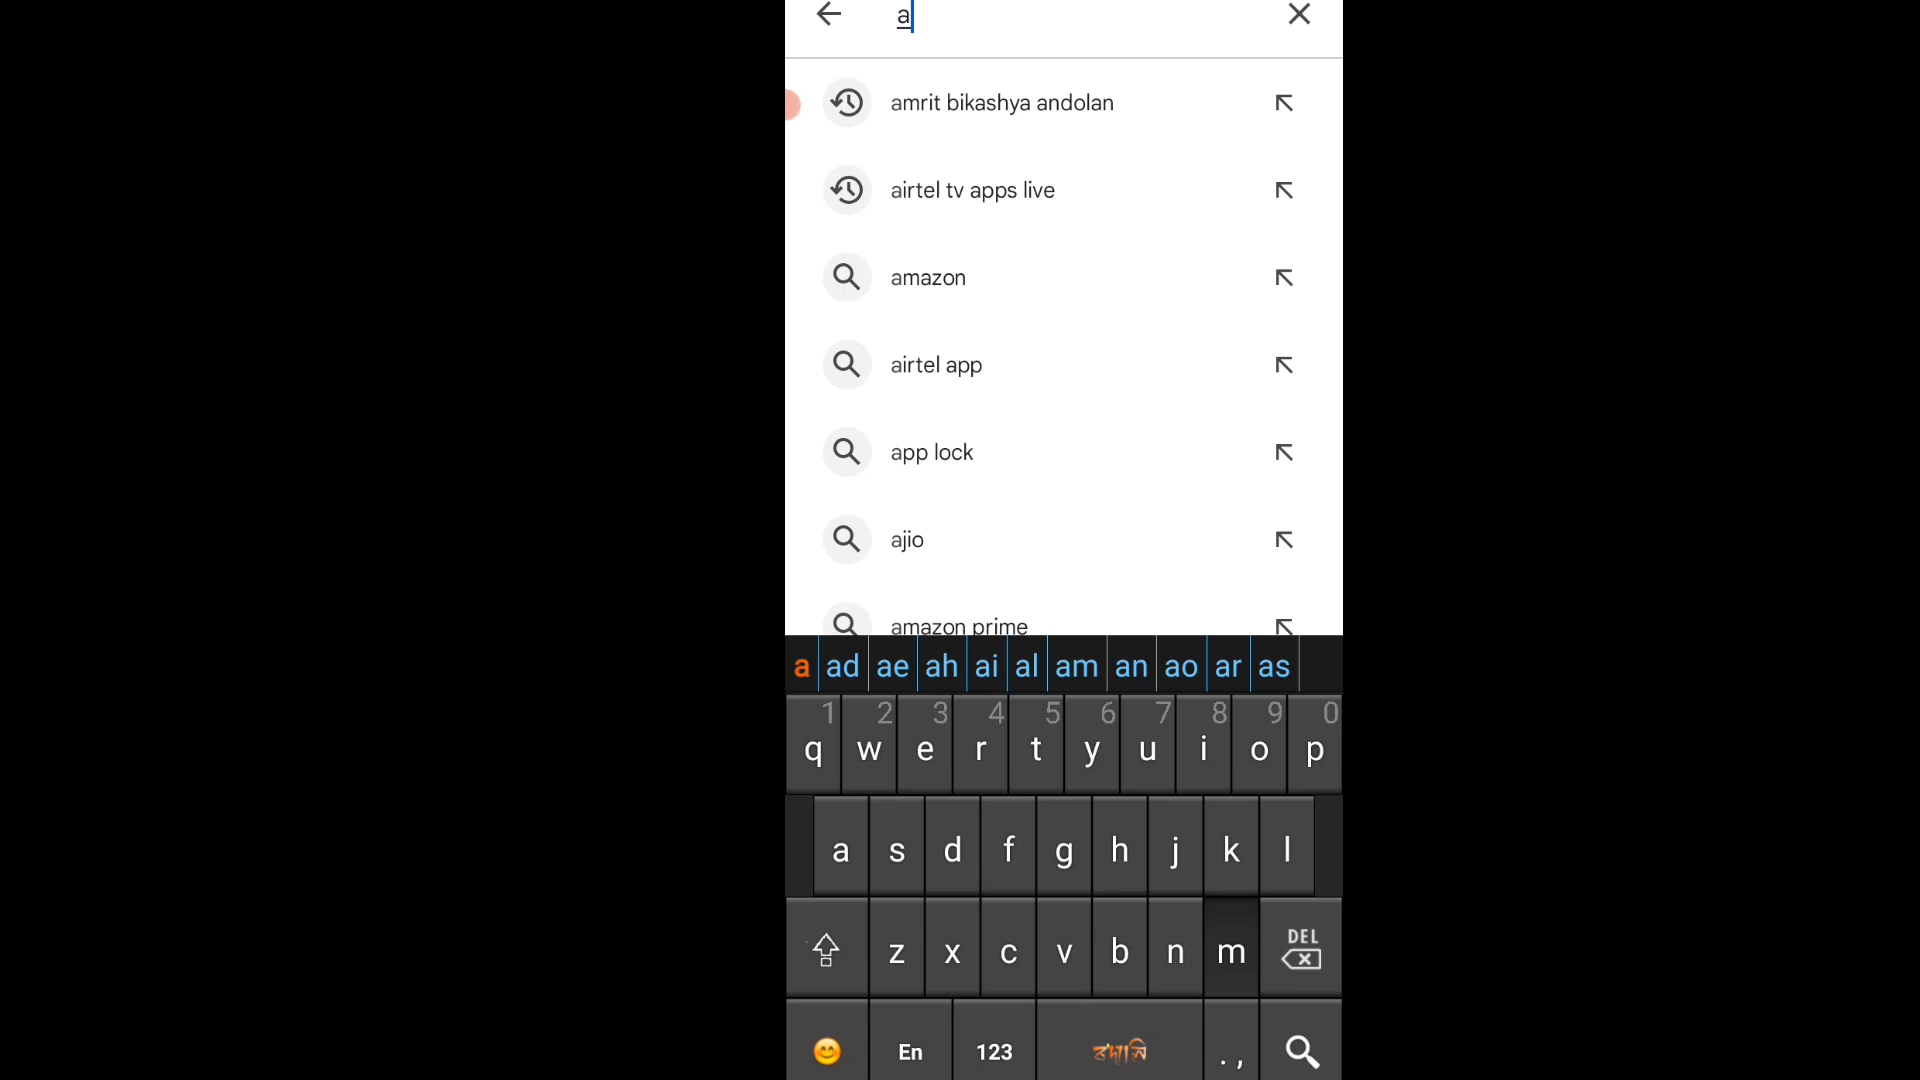 a
amrit bikashya andolan
airtel tv apps live
amazon
airtel app
app lock
ajio
amazon prime
a ad ae ah ai al am an ao ar as
1 2 3 4 5 6 7 8 9 0
q w e r t y u i o p
a s d f g h j k l
z x c v b n m DEL
En 123 . ,